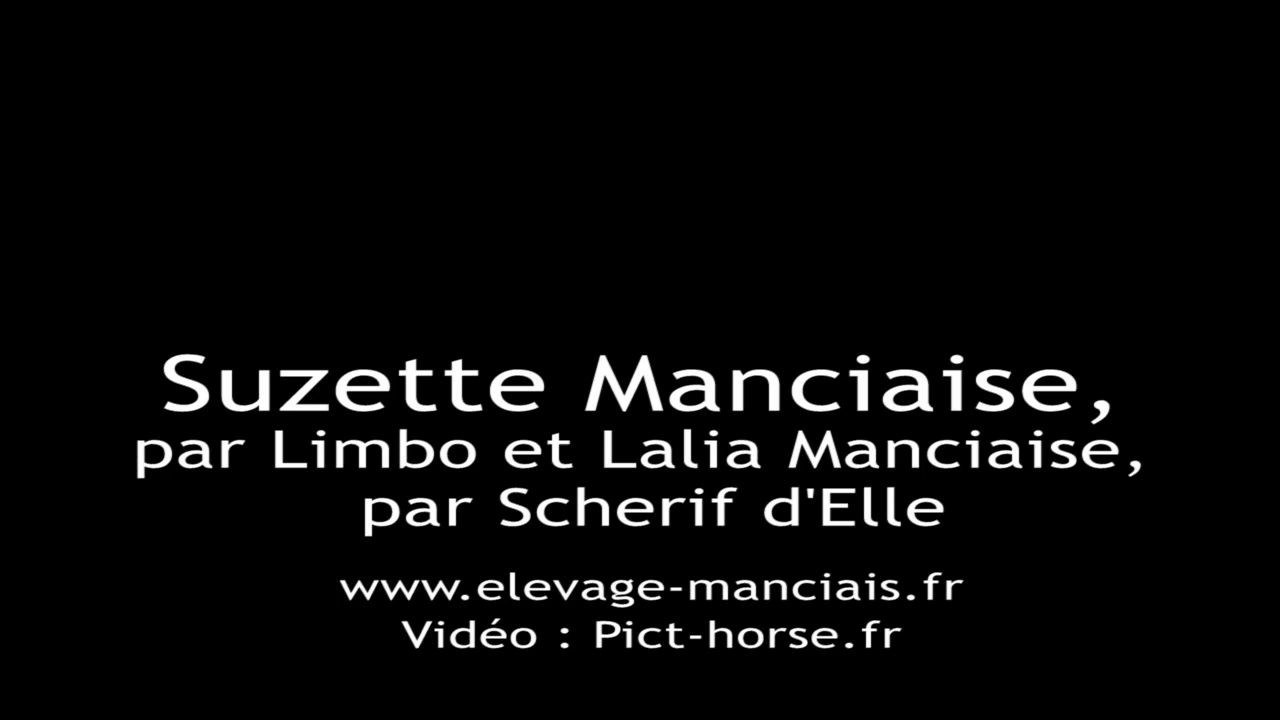 Suzette Manciaise,
par Limbo et Lalia Manciaise,
par Scherif d'Elle
www.elevage-manciais.fr
Vidéo : Pict-horse.fr